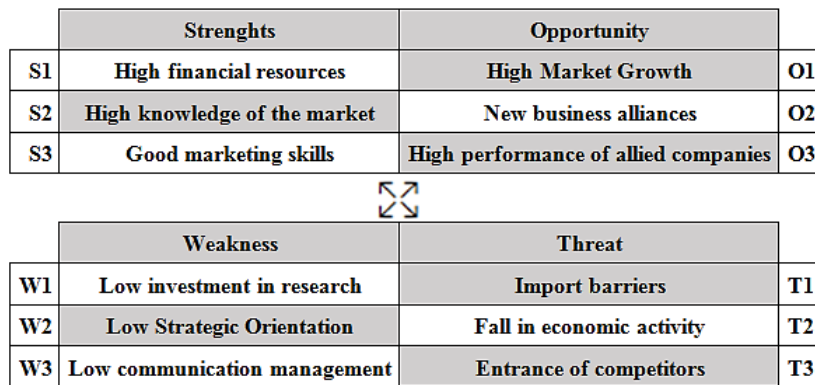 Strenghts Opportunity
S1 High financial resources High Market Growth O1
S2 High knowledge of the market New business alliances O2
S3 Good marketing skills High performance of allied companies O3
Weakness Threat
W1 Low investment in research Import barriers T1
W2 Low Strategic Orientation Fall in economic activity T2
W3 Low communication management Entrance of competitors T3